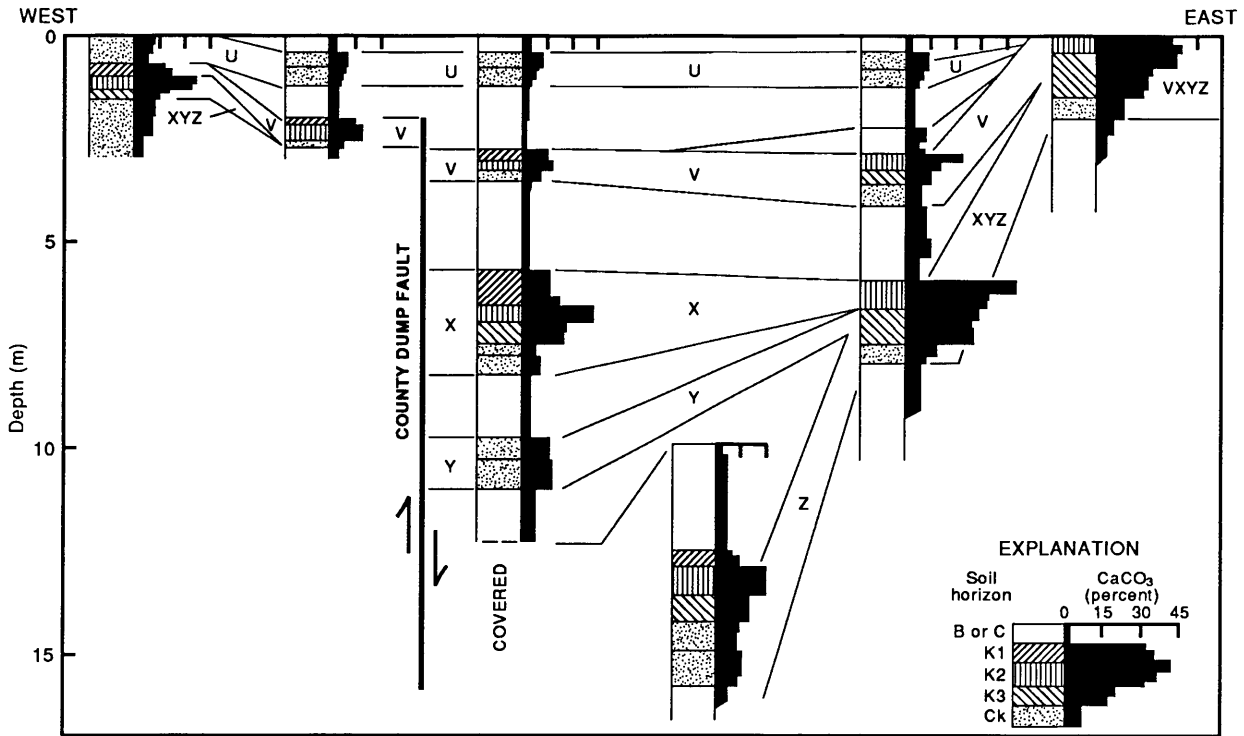 WEST
EAST
0
5
10
15
Depth (m)
U
U
U
XYZ
V
V
V
V
V
VXYZ
XYZ
X
X
Y
Y
Z
COUNTY DUMP FAULT
COVERED
EXPLANATION
Soil horizon
CaCO₃ (percent)
0 15 30 45
B or C
K1
K2
K3
Ck